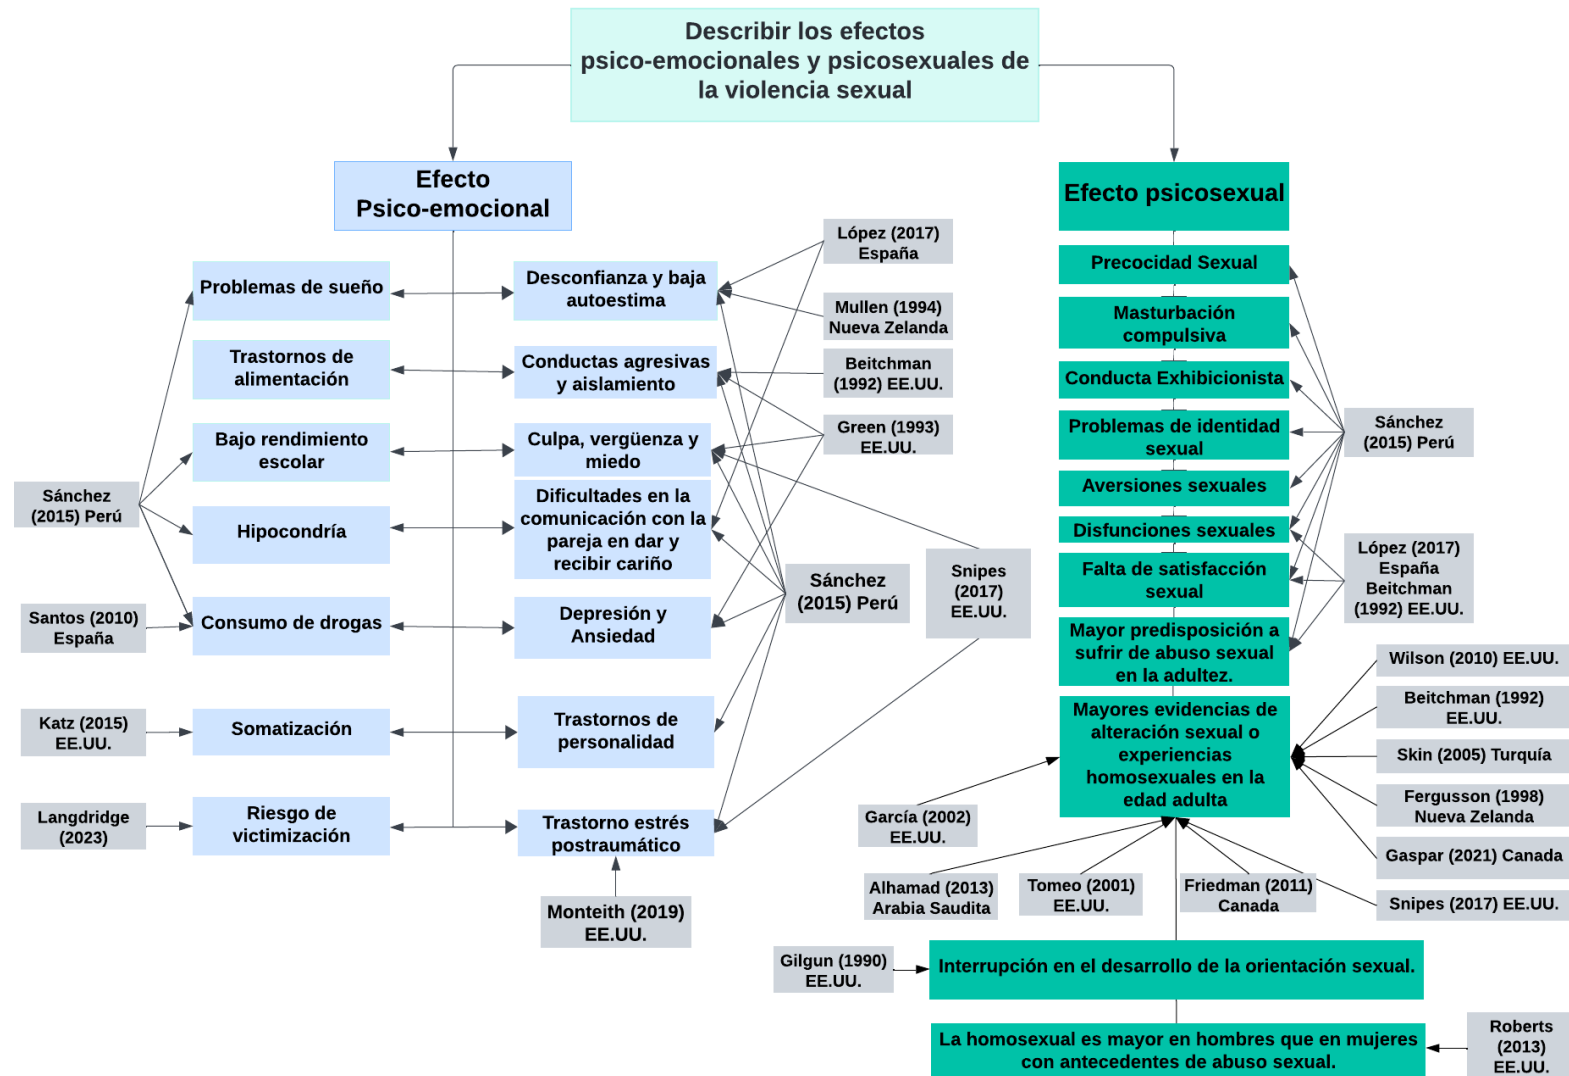 Describir los efectos
psico-emocionales y psicosexuales de
la violencia sexual
Efecto
Psico-emocional
Problemas de sueño
Trastornos de
alimentación
Bajo rendimiento
escolar
Hipocondría
Consumo de drogas
Somatización
Riesgo de
victimización
Sánchez
(2015) Perú
Santos (2010)
España
Katz (2015)
EE.UU.
Langdridge
(2023)
Desconfianza y baja
autoestima
Conductas agresivas
y aislamiento
Culpa, vergüenza y
miedo
Dificultades en la
comunicación con la
pareja en dar y
recibir cariño
Depresión y
Ansiedad
Trastornos de
personalidad
Trastorno estrés
postraumático
Monteith (2019)
EE.UU.
López (2017)
España
Mullen (1994)
Nueva Zelanda
Beitchman
(1992) EE.UU.
Green (1993)
EE.UU.
Sánchez
(2015) Perú
Snipes
(2017)
EE.UU.
Efecto psicosexual
Precocidad Sexual
Masturbación
compulsiva
Conducta Exhibicionista
Problemas de identidad
sexual
Aversiones sexuales
Disfunciones sexuales
Falta de satisfacción
sexual
Mayor predisposición a
sufrir de abuso sexual
en la adultez.
Mayores evidencias de
alteración sexual o
experiencias
homosexuales en la
edad adulta
Sánchez
(2015) Perú
López (2017)
España
Beitchman
(1992) EE.UU.
Wilson (2010) EE.UU.
Beitchman (1992)
EE.UU.
Skin (2005) Turquía
Fergusson (1998)
Nueva Zelanda
Gaspar (2021) Canada
Snipes (2017) EE.UU.
García (2002)
EE.UU.
Alhamad (2013)
Arabia Saudita
Tomeo (2001)
EE.UU.
Friedman (2011)
Canada
Gilgun (1990)
EE.UU.
Interrupción en el desarrollo de la orientación sexual.
La homosexual es mayor en hombres que en mujeres
con antecedentes de abuso sexual.
Roberts
(2013)
EE.UU.